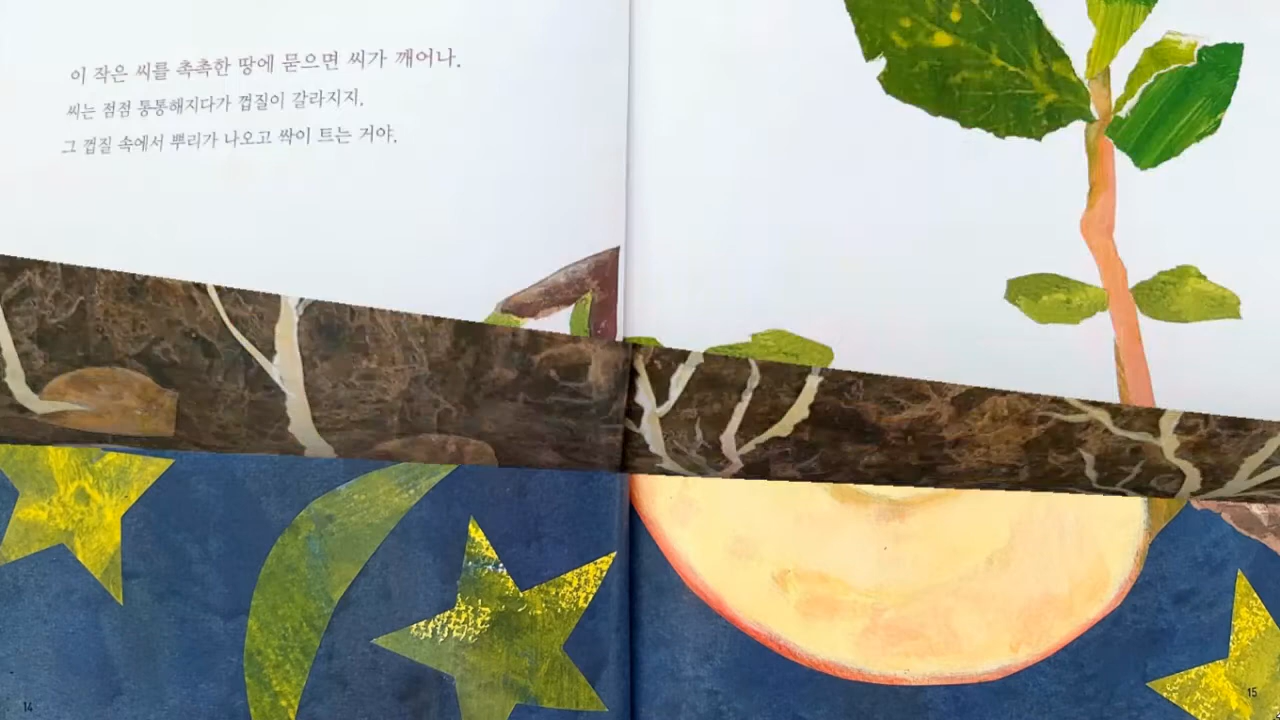 이 작은 씨를 촉촉한 땅에 묻으면 씨가 깨어나.
씨는 점점 통통해지다가 껍질이 갈라지지.
그 껍질 속에서 뿌리가 나오고 싹이 트는 거야.
14
15